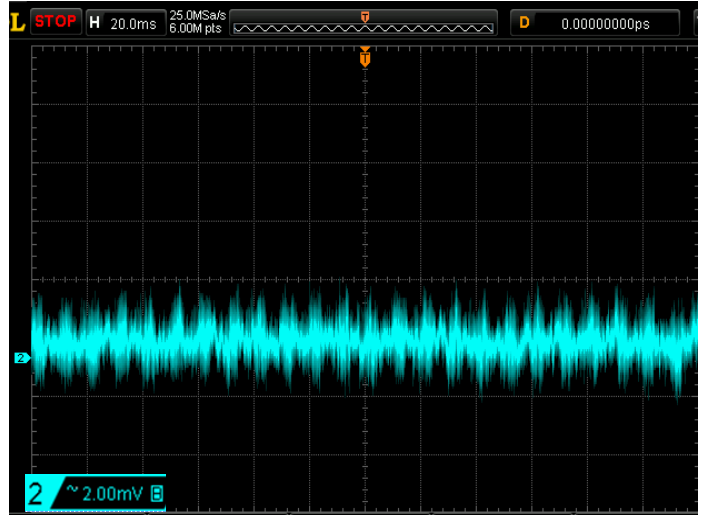 L STOP H 20.0ms 25.0MSa/s T D 0.00000000ps
6.00M pts
T
2
2 ~ 2.00mV B